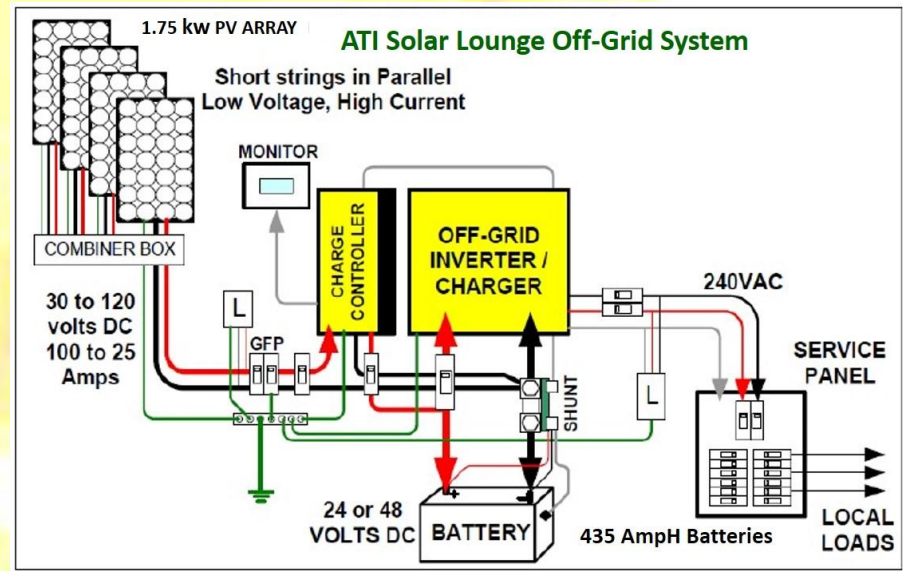 1.75 kw PV ARRAY
ATI Solar Lounge Off-Grid System
Short strings in Parallel
Low Voltage, High Current
MONITOR
COMBINER BOX
CHARGE
CONTROLLER
OFF-GRID
INVERTER /
CHARGER
30 to 120
volts DC
100 to 25
Amps
L
GFP
240VAC
SERVICE
PANEL
L
SHUNT
24 or 48
VOLTS DC
+
-
BATTERY
435 AmpH Batteries
LOCAL
LOADS